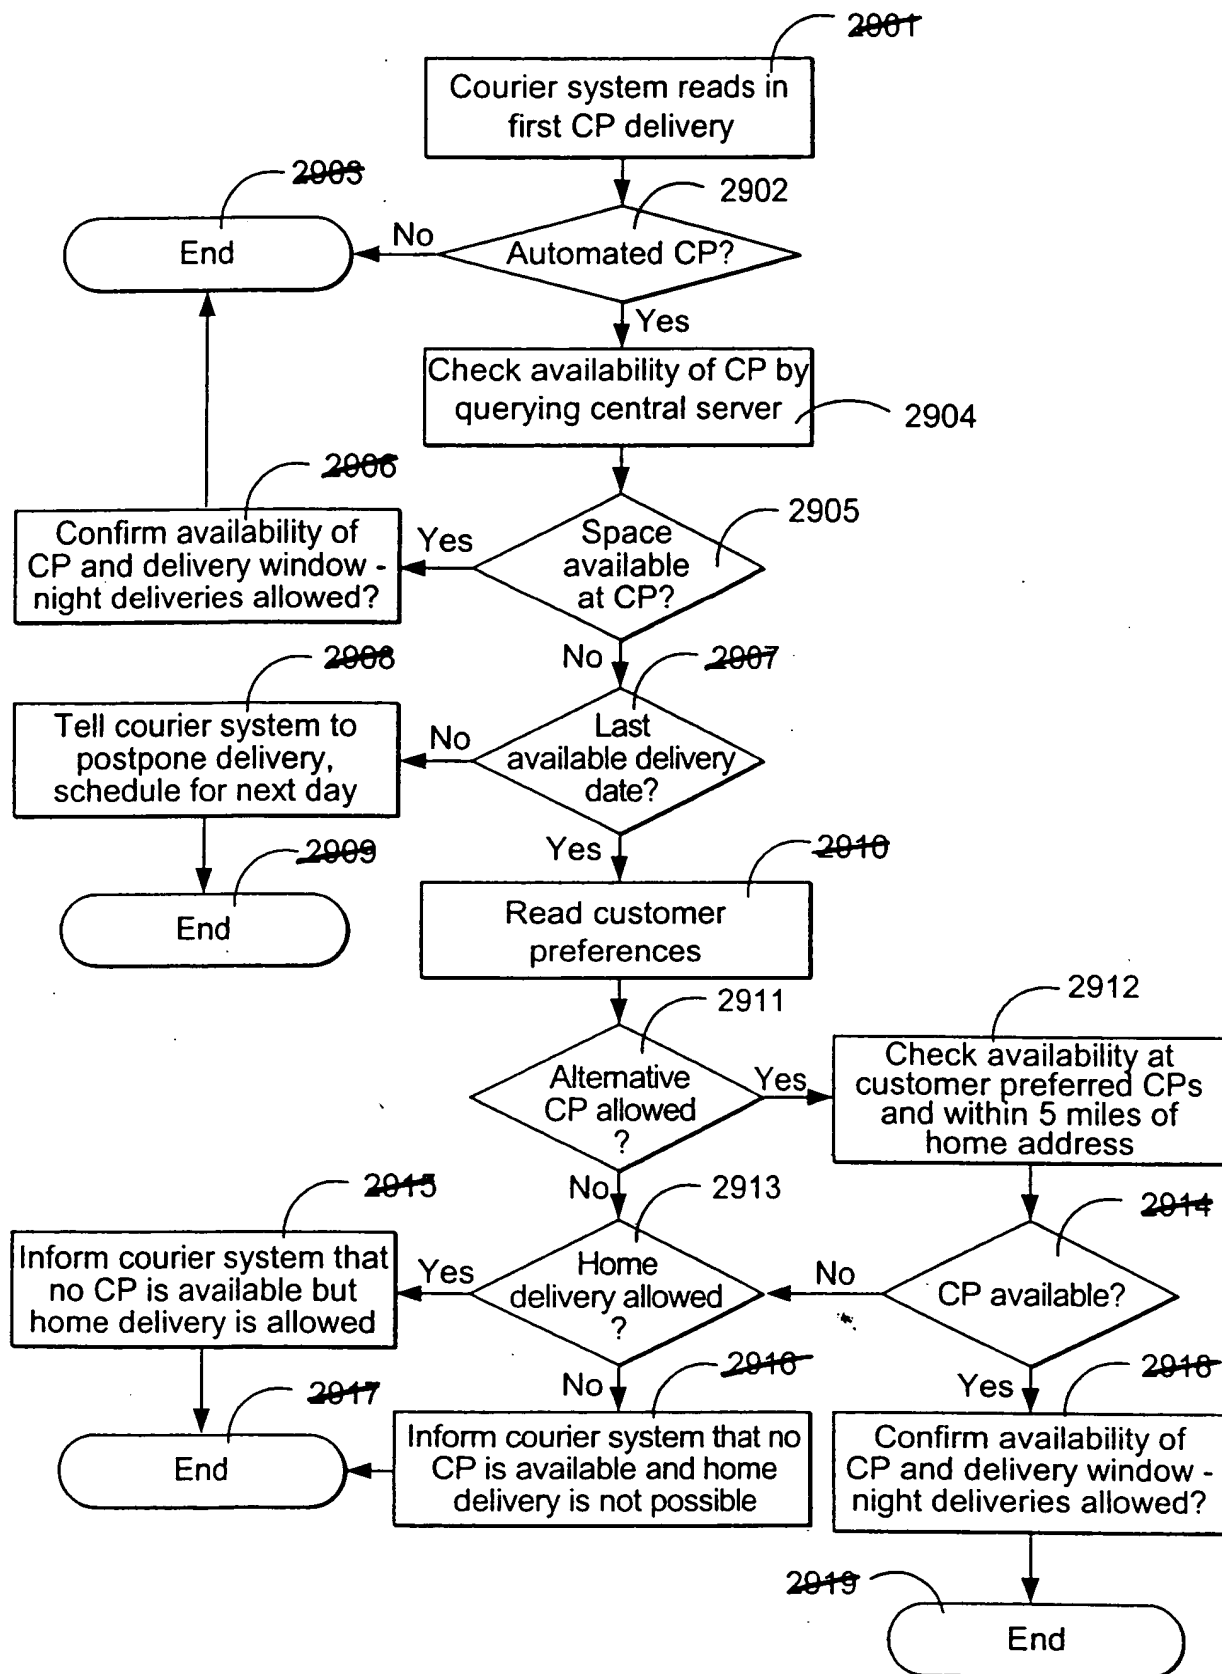 2901
Courier system reads in
first CP delivery
2903
2902
End
No
Automated CP?
Yes
Check availability of CP by
querying central server
2904
2906
2905
Confirm availability of
CP and delivery window -
night deliveries allowed?
Yes
Space
available
at CP?
No
2908
2907
Tell courier system to
postpone delivery,
schedule for next day
No
Last
available delivery
date?
Yes
2909
End
2910
Read customer
preferences
2911
2912
Alternative
CP allowed
?
Yes
Check availability at
customer preferred CPs
and within 5 miles of
home address
No
2915
2913
2914
Inform courier system that
no CP is available but
home delivery is allowed
Yes
Home
delivery allowed
?
No
CP available?
No
2916
Yes
2918
2917
End
Inform courier system that no
CP is available and home
delivery is not possible
Confirm availability of
CP and delivery window -
night deliveries allowed?
2919
End